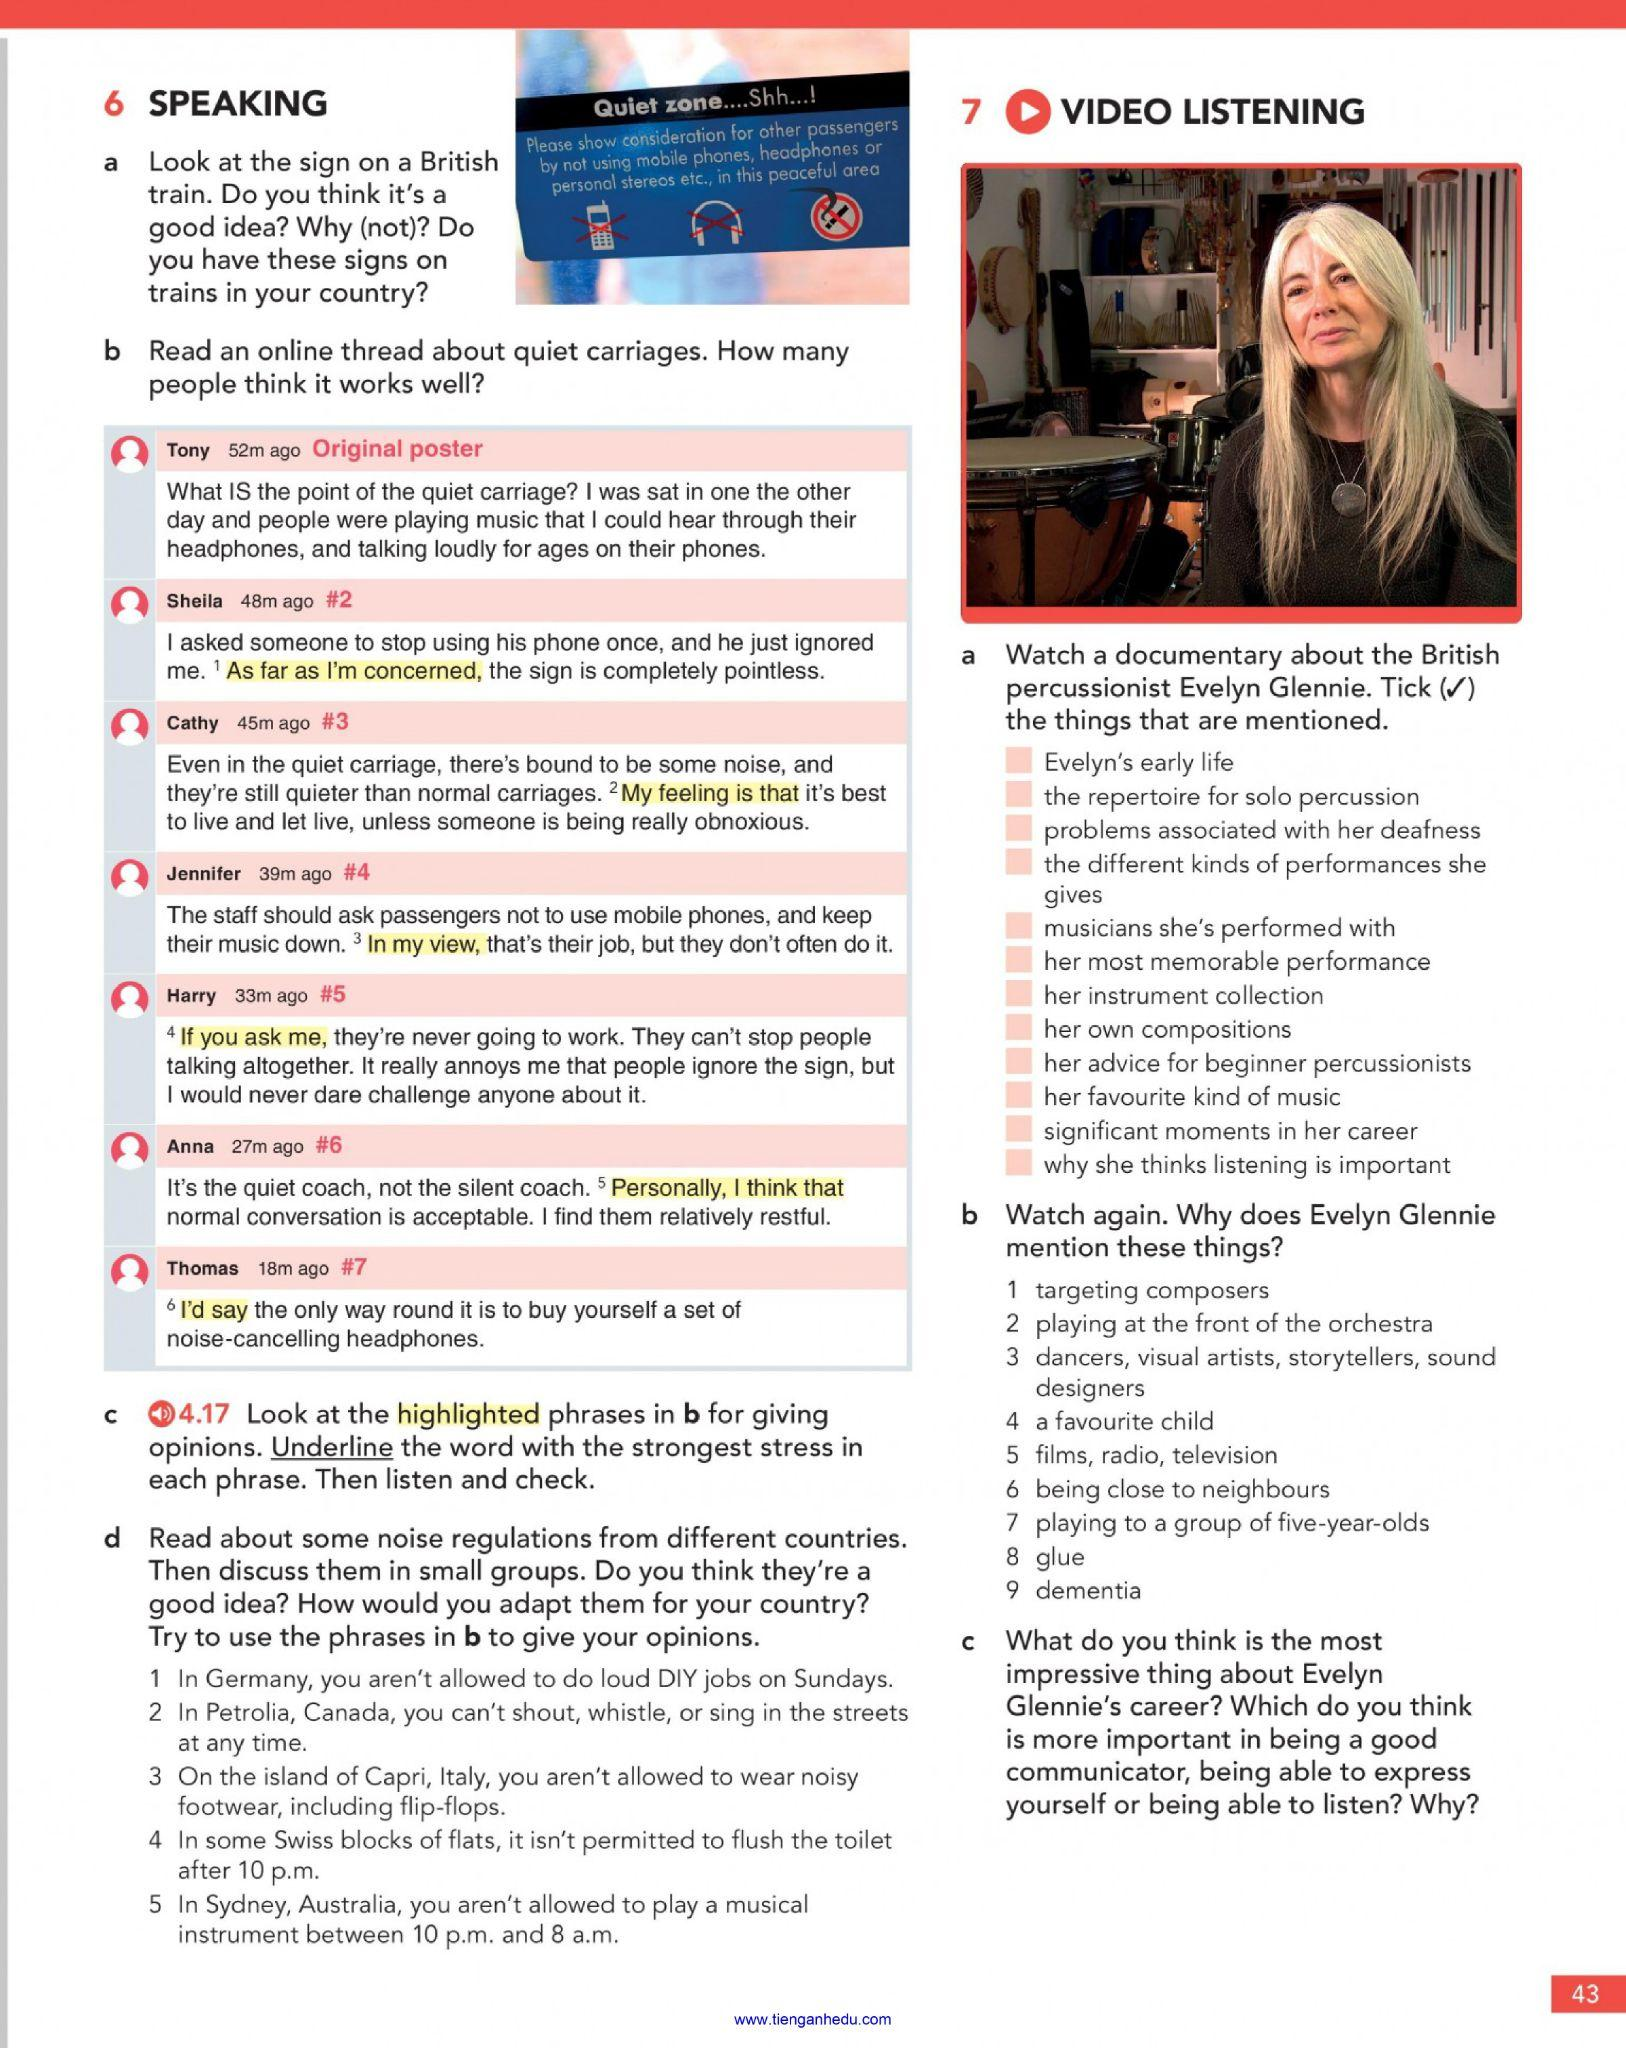 6 SPEAKING
a Look at the sign on a British
train. Do you think it's a
good idea? Why (not)? Do
you have these signs on
trains in your country?
Quiet zone....Shh...!
Please show consideration for other passengers
by not using mobile phones, headphones or
personal stereos etc., in this peaceful area
b Read an online thread about quiet carriages. How many
people think it works well?
Tony 52m ago Original poster
What IS the point of the quiet carriage? I was sat in one the other
day and people were playing music that I could hear through their
headphones, and talking loudly for ages on their phones.
Sheila 48m ago #2
I asked someone to stop using his phone once, and he just ignored
me. 1 As far as I'm concerned, the sign is completely pointless.
Cathy 45m ago #3
Even in the quiet carriage, there's bound to be some noise, and
they're still quieter than normal carriages. 2 My feeling is that it's best
to live and let live, unless someone is being really obnoxious.
Jennifer 39m ago #4
The staff should ask passengers not to use mobile phones, and keep
their music down. 3 In my view, that's their job, but they don't often do it.
Harry 33m ago #5
4 If you ask me, they're never going to work. They can't stop people
talking altogether. It really annoys me that people ignore the sign, but
I would never dare challenge anyone about it.
Anna 27m ago #6
It's the quiet coach, not the silent coach. 5 Personally, I think that
normal conversation is acceptable. I find them relatively restful.
Thomas 18m ago #7
6 I'd say the only way round it is to buy yourself a set of
noise-cancelling headphones.
c 4.17 Look at the highlighted phrases in b for giving
opinions. Underline the word with the strongest stress in
each phrase. Then listen and check.
d Read about some noise regulations from different countries.
Then discuss them in small groups. Do you think they're a
good idea? How would you adapt them for your country?
Try to use the phrases in b to give your opinions.
1 In Germany, you aren't allowed to do loud DIY jobs on Sundays.
2 In Petrolia, Canada, you can't shout, whistle, or sing in the streets
at any time.
3 On the island of Capri, Italy, you aren't allowed to wear noisy
footwear, including flip-flops.
4 In some Swiss blocks of flats, it isn't permitted to flush the toilet
after 10 p.m.
5 In Sydney, Australia, you aren't allowed to play a musical
instrument between 10 p.m. and 8 a.m.
7 VIDEO LISTENING
a Watch a documentary about the British
percussionist Evelyn Glennie. Tick (✓)
the things that are mentioned.
Evelyn's early life
the repertoire for solo percussion
problems associated with her deafness
the different kinds of performances she
gives
musicians she's performed with
her most memorable performance
her instrument collection
her own compositions
her advice for beginner percussionists
her favourite kind of music
significant moments in her career
why she thinks listening is important
b Watch again. Why does Evelyn Glennie
mention these things?
1 targeting composers
2 playing at the front of the orchestra
3 dancers, visual artists, storytellers, sound
designers
4 a favourite child
5 films, radio, television
6 being close to neighbours
7 playing to a group of five-year-olds
8 glue
9 dementia
c What do you think is the most
impressive thing about Evelyn
Glennie's career? Which do you think
is more important in being a good
communicator, being able to express
yourself or being able to listen? Why?
43
www.tienganhedu.com